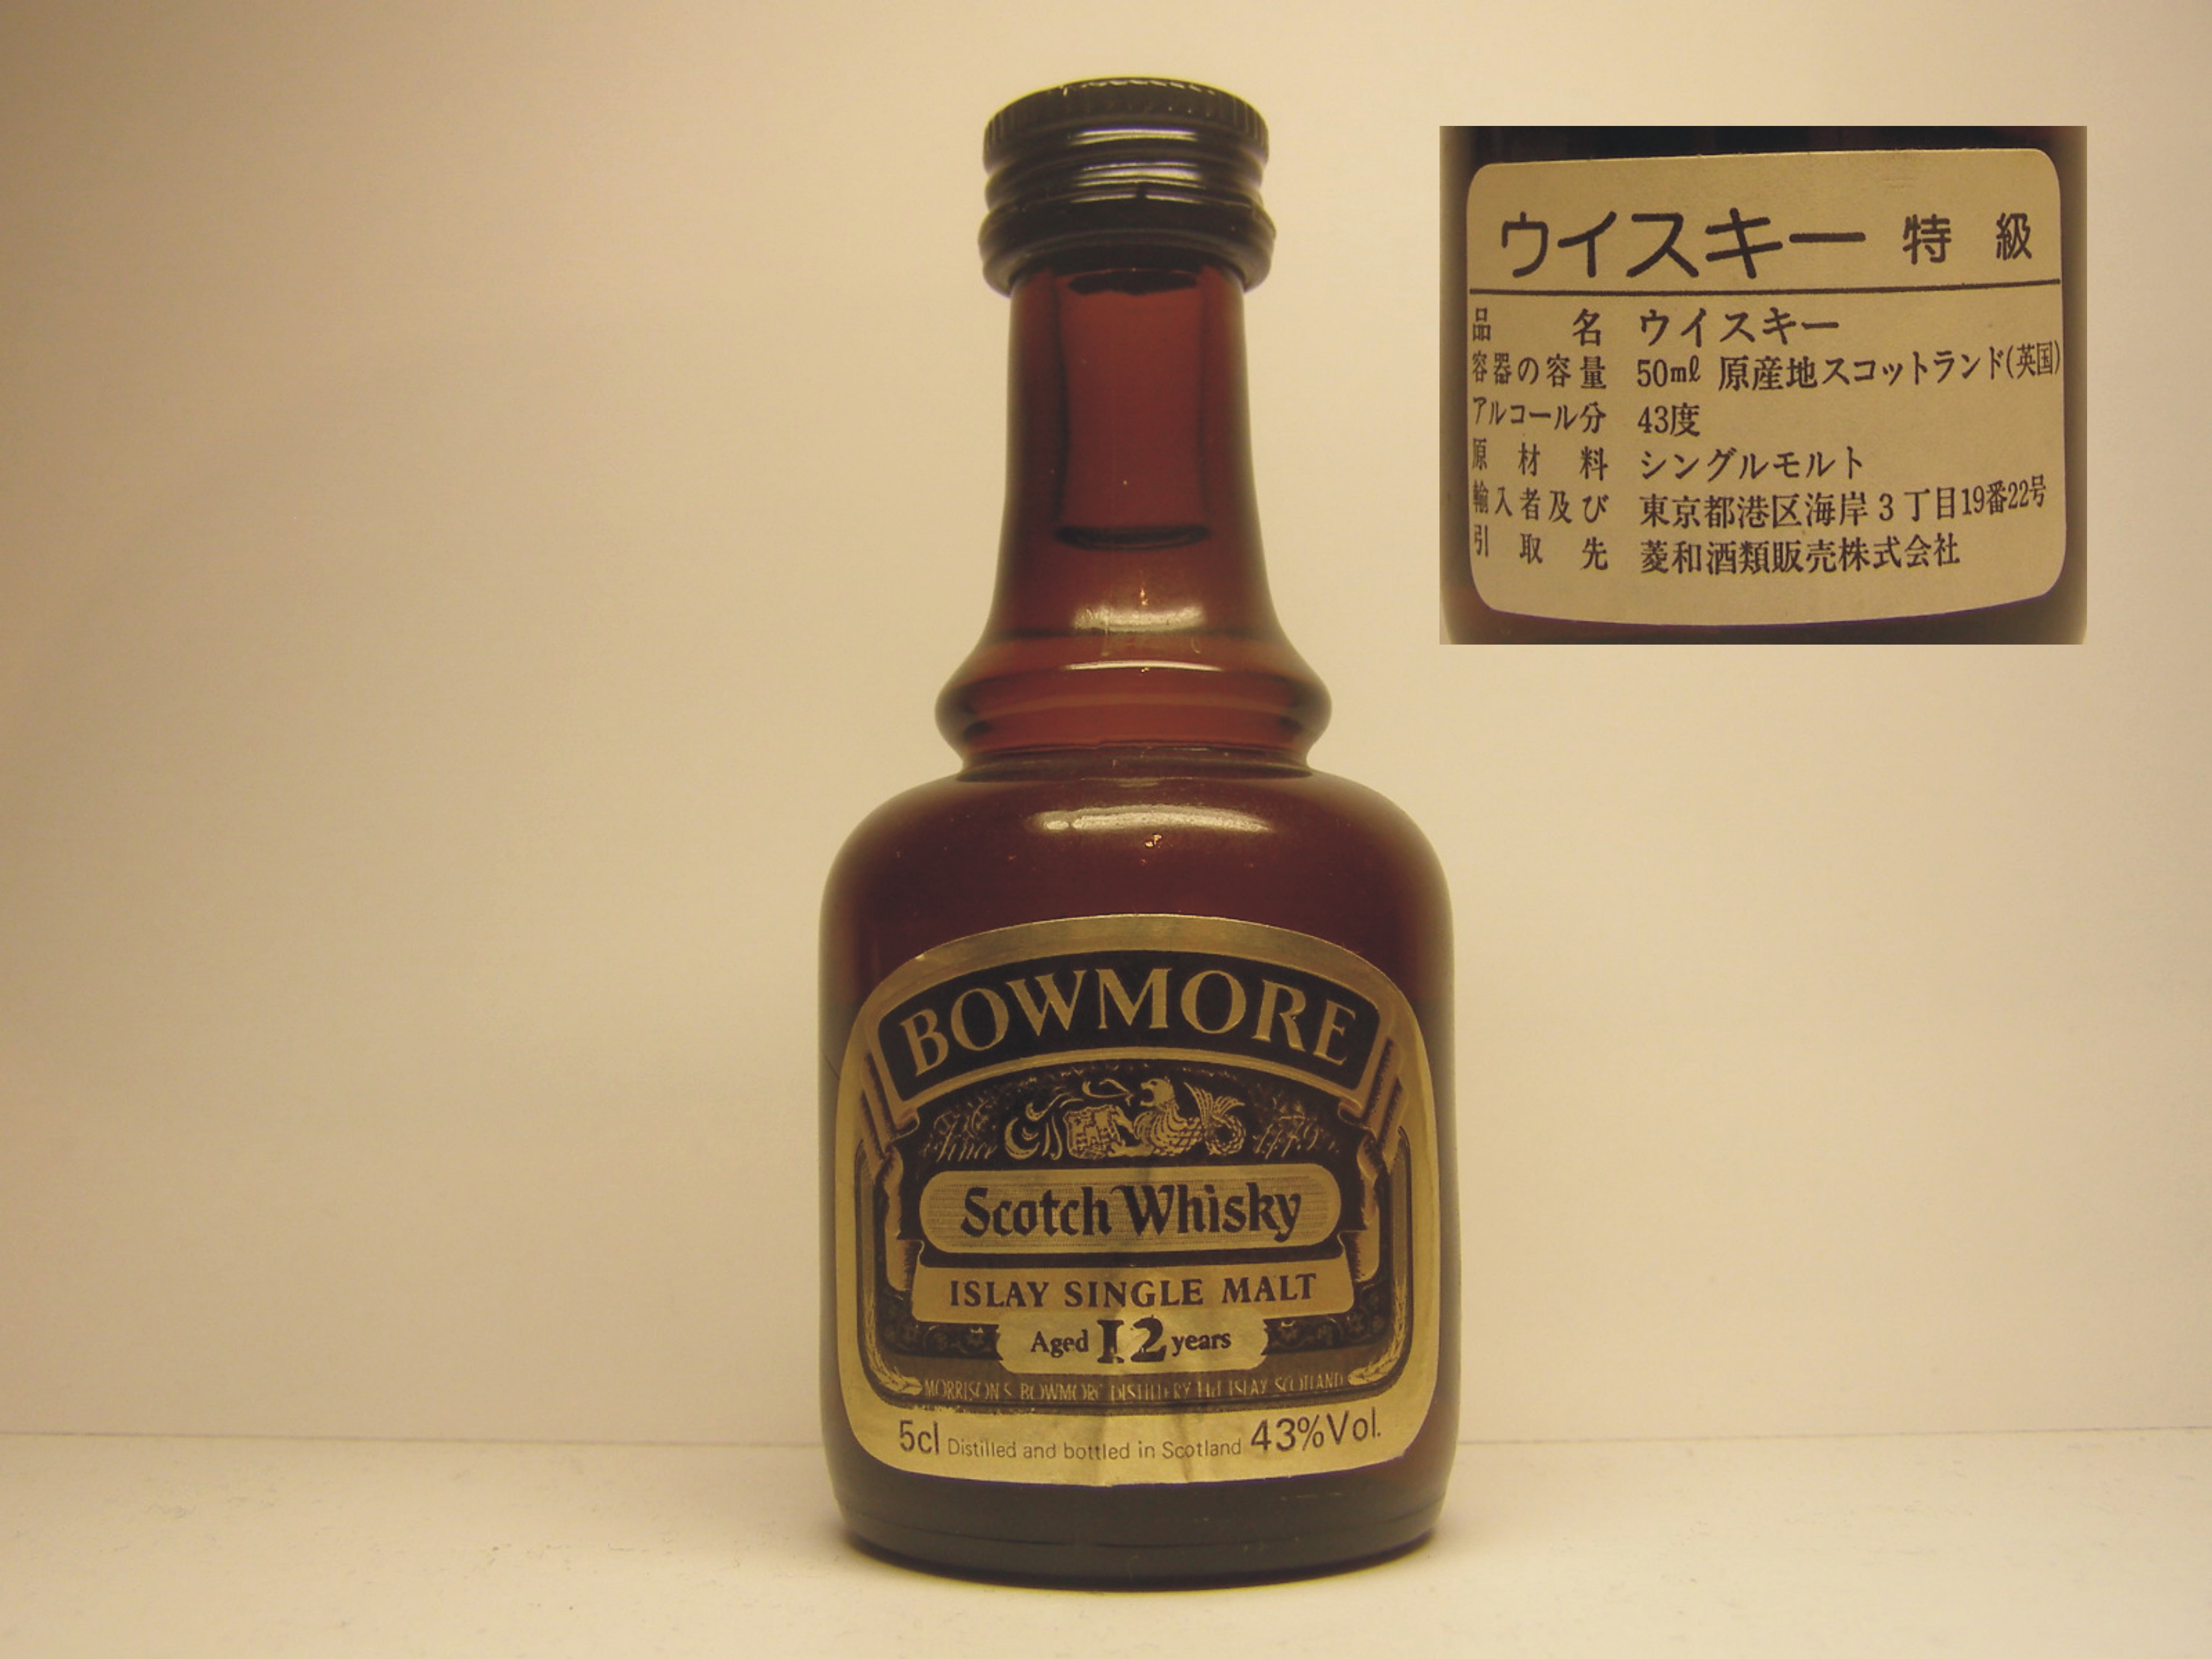 BOWMORE
Since 1779
Scotch Whisky
ISLAY SINGLE MALT
Aged 12 years
MORRISON'S BOWMORE DISTILLERY Ltd ISLAY SCOTLAND
5cl Distilled and bottled in Scotland 43%Vol.
ウイスキー 特級
品名 ウイスキー
容器の容量 50mℓ 原産地スコットランド(英国)
アルコール分 43度
原材料 シングルモルト
輸入者及び 東京都港区海岸3丁目19番22号
引取先 菱和酒類販売株式会社